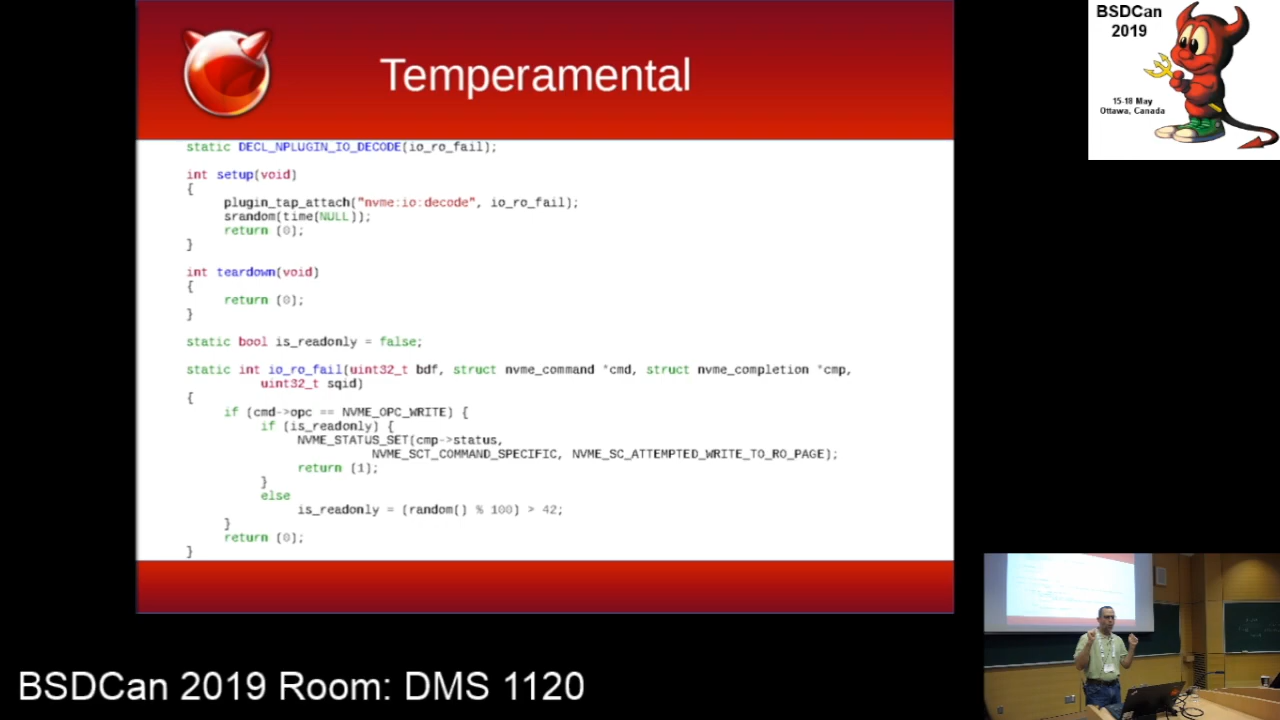 Temperamental
BSDCan
2019
15-18 May
Ottawa, Canada
static DECL_NPLUGIN_IO_DECODE(io_ro_fail);
int setup(void)
{
plugin_tap_attach("nvme:io:decode", io_ro_fail);
srandom(time(NULL));
return (0);
}
int teardown(void)
{
return (0);
}
static bool is_readonly = false;
static int io_ro_fail(uint32_t bdf, struct nvme_command *cmd, struct nvme_completion *cmp,
uint32_t sqid)
{
if (cmd->opc == NVME_OPC_WRITE) {
if (is_readonly) {
NVME_STATUS_SET(cmp->status,
NVME_SCT_COMMAND_SPECIFIC, NVME_SC_ATTEMPTED_WRITE_TO_RO_PAGE);
return (1);
}
else
is_readonly = (random() % 100) > 42;
}
return (0);
}
BSDCan 2019 Room: DMS 1120